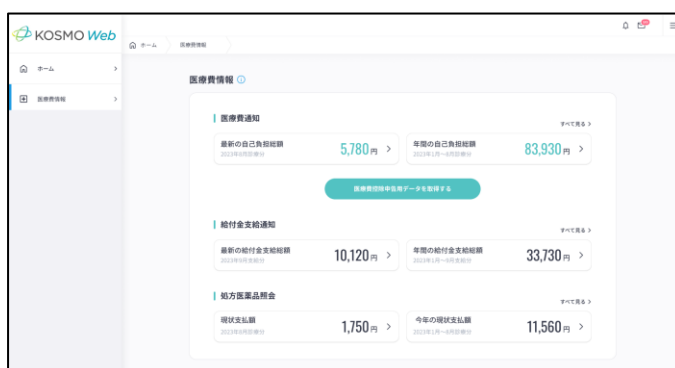 KOSMO Web
ホーム
医療費情報
ホーム
医療費情報
医療費情報
医療費通知
すべて見る
最新の自己負担総額
5,780円
2023年8月診療分
年間の自己負担総額
83,930円
2023年1月~8月診療分
医療費控除申告用データを取得する
給付金支給通知
すべて見る
最新の給付金支給総額
10,120円
2023年9月支給分
年間の給付金支給総額
33,730円
2023年1月~9月支給分
処方医薬品照会
すべて見る
現状支払額
1,750円
2023年8月診療分
今年の現状支払額
11,560円
2023年1月~8月診療分